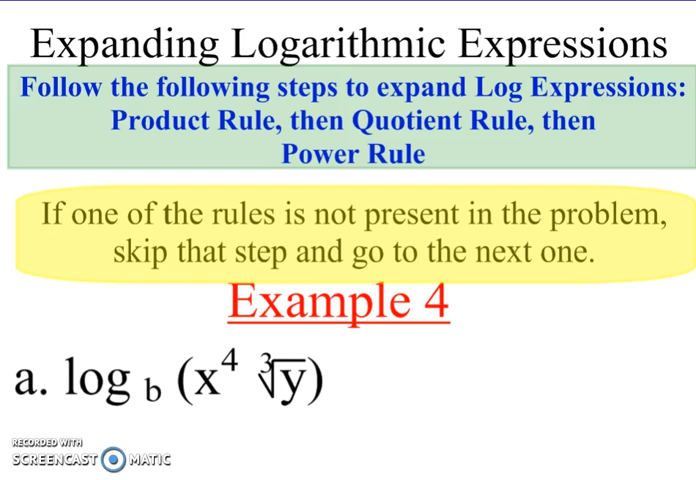 Expanding Logarithmic Expressions
Follow the following steps to expand Log Expressions:
Product Rule, then Quotient Rule, then
Power Rule
If one of the rules is not present in the problem,
skip that step and go to the next one.
Example 4
a. log b (x⁴ ∛y)
RECORDED WITH
SCREENCAST MATIC